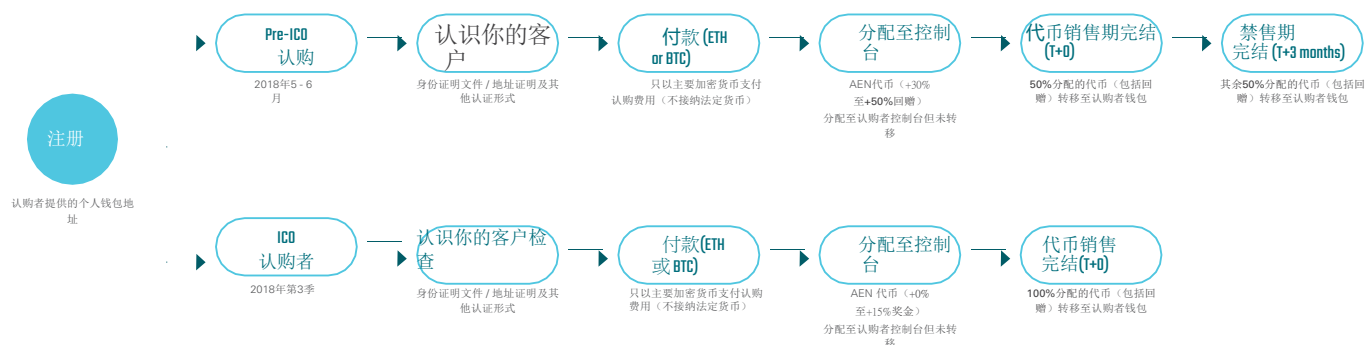 注册
认购者提供的个人钱包地
址
Pre-ICO
认购
2018年5 - 6
月
认识你的客
户
身份证明文件 / 地址证明及其
他认证形式
付款 (ETH
or BTC)
只以主要加密货币支付
认购费用（不接纳法定货币）
分配至控制
台
AEN代币（+30%
至+50%回赠）
分配至认购者控制台但未转
移
代币销售期完结
(T+0)
50%分配的代币（包括回
赠）转移至认购者钱包
禁售期
完结 (T+3 months)
其余50%分配的代币（包括回
赠）转移至认购者钱包
ICO
认购者
2018年第3季
认识你的客户检
查
身份证明文件 / 地址证明及其
他认证形式
付款(ETH
或 BTC)
只以主要加密货币支付认购
费用（不接纳法定货币）
分配至控制
台
AEN 代币（+0%
至+15%奖金）
分配至认购者控制台但未转
移
代币销售
完结(T+0)
100%分配的代币（包括回
赠）转移至认购者钱包